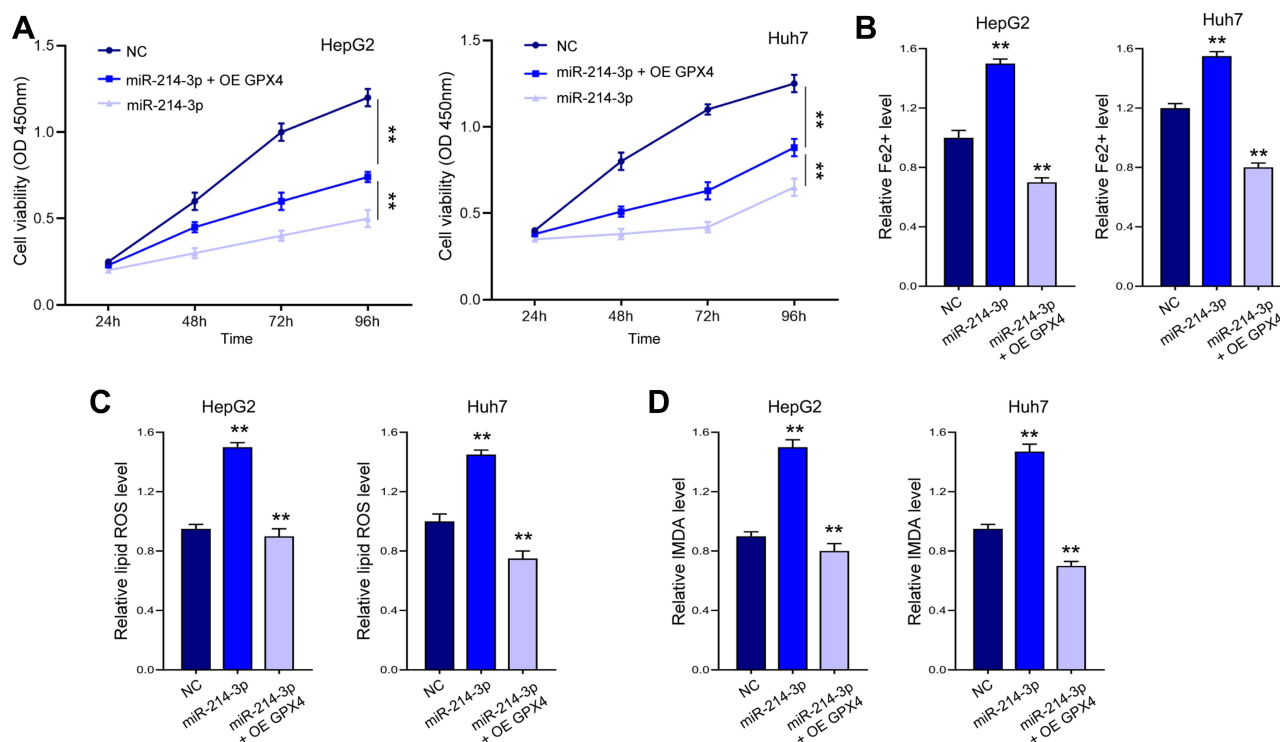 A
HepG2
NC
miR-214-3p + OE GPX4
miR-214-3p
Cell viability (OD 450nm)
1.5
1.0
0.5
0.0
**
**
24h 48h 72h 96h
Time
Huh7
NC
miR-214-3p + OE GPX4
miR-214-3p
Cell viability (OD 450nm)
1.5
1.0
0.5
0.0
**
**
24h 48h 72h 96h
Time
B
HepG2
Relative Fe2+ level
1.6
1.2
0.8
0.4
0.0
**
**
NC
miR-214-3p
miR-214-3p
+ OE GPX4
Huh7
Relative Fe2+ level
1.6
1.2
0.8
0.4
0.0
**
**
NC
miR-214-3p
miR-214-3p
+ OE GPX4
C
HepG2
Relative lipid ROS level
1.6
1.2
0.8
0.4
0.0
**
**
NC
miR-214-3p
miR-214-3p
+ OE GPX4
Huh7
Relative lipid ROS level
1.6
1.2
0.8
0.4
0.0
**
**
NC
miR-214-3p
miR-214-3p
+ OE GPX4
D
HepG2
Relative lMDA level
1.6
1.2
0.8
0.4
0.0
**
**
NC
miR-214-3p
miR-214-3p
+ OE GPX4
Huh7
Relative lMDA level
1.6
1.2
0.8
0.4
0.0
**
**
NC
miR-214-3p
miR-214-3p
+ OE GPX4